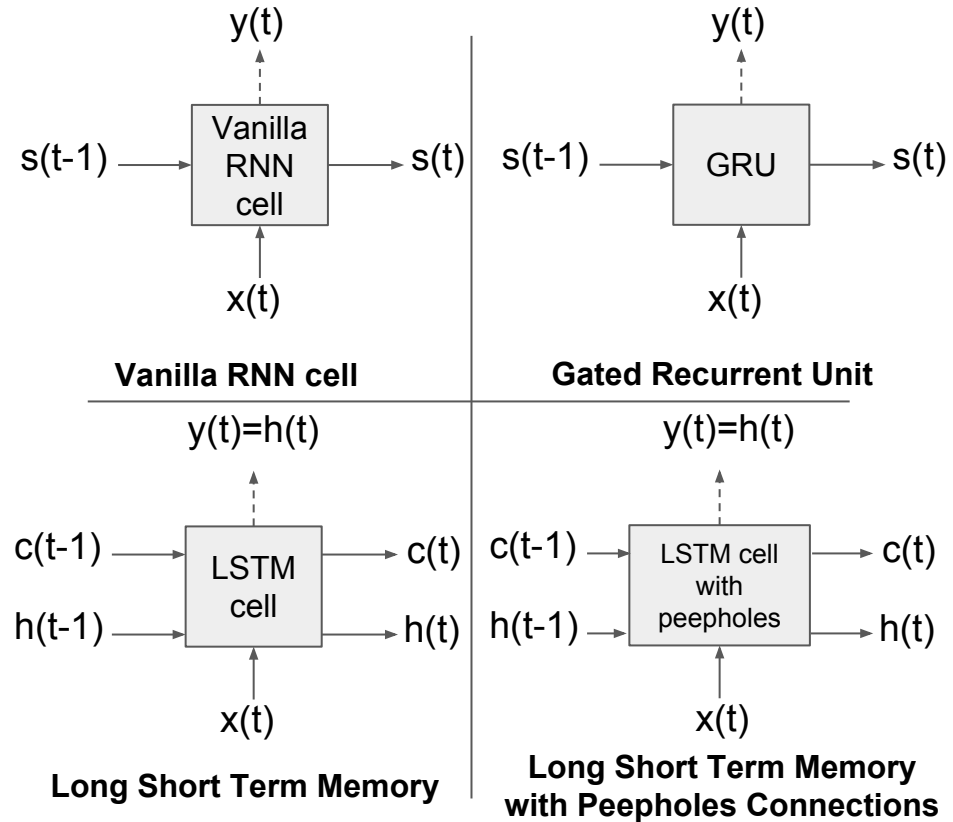 y(t)
s(t-1)
Vanilla
RNN
cell
s(t)
x(t)
Vanilla RNN cell
y(t)
s(t-1)
GRU
s(t)
x(t)
Gated Recurrent Unit
y(t)=h(t)
c(t-1)
h(t-1)
LSTM
cell
c(t)
h(t)
x(t)
Long Short Term Memory
y(t)=h(t)
c(t-1)
h(t-1)
LSTM cell
with
peepholes
c(t)
h(t)
x(t)
Long Short Term Memory
with Peepholes Connections